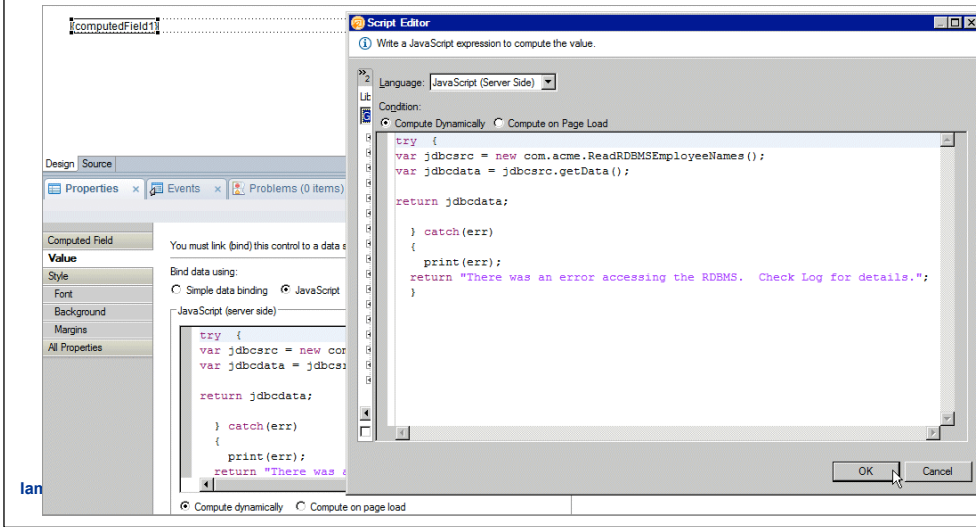 {computedField1}
Script Editor
Write a JavaScript expression to compute the value.
2
Language: JavaScript (Server Side)
Condition:
Compute Dynamically Compute on Page Load
try {
var jdbcsrc = new com.acme.ReadRDBMSEmployeeNames();
var jdbcdata = jdbcsrc.getData();
return jdbcdata;
} catch(err)
{
print(err);
return "There was an error accessing the RDBMS. Check Log for details.";
}
OK Cancel
Design Source
Properties Events Problems (0 items)
Computed Field
Value
Style
Font
Background
Margins
All Properties
You must link (bind) this control to a data s
Bind data using:
Simple data binding JavaScript
JavaScript (server side)
try {
var jdbcsrc = new com
var jdbcdata = jdbcs
return jdbcdata;
} catch(err)
{
print(err);
return "There was a
Compute dynamically Compute on page load